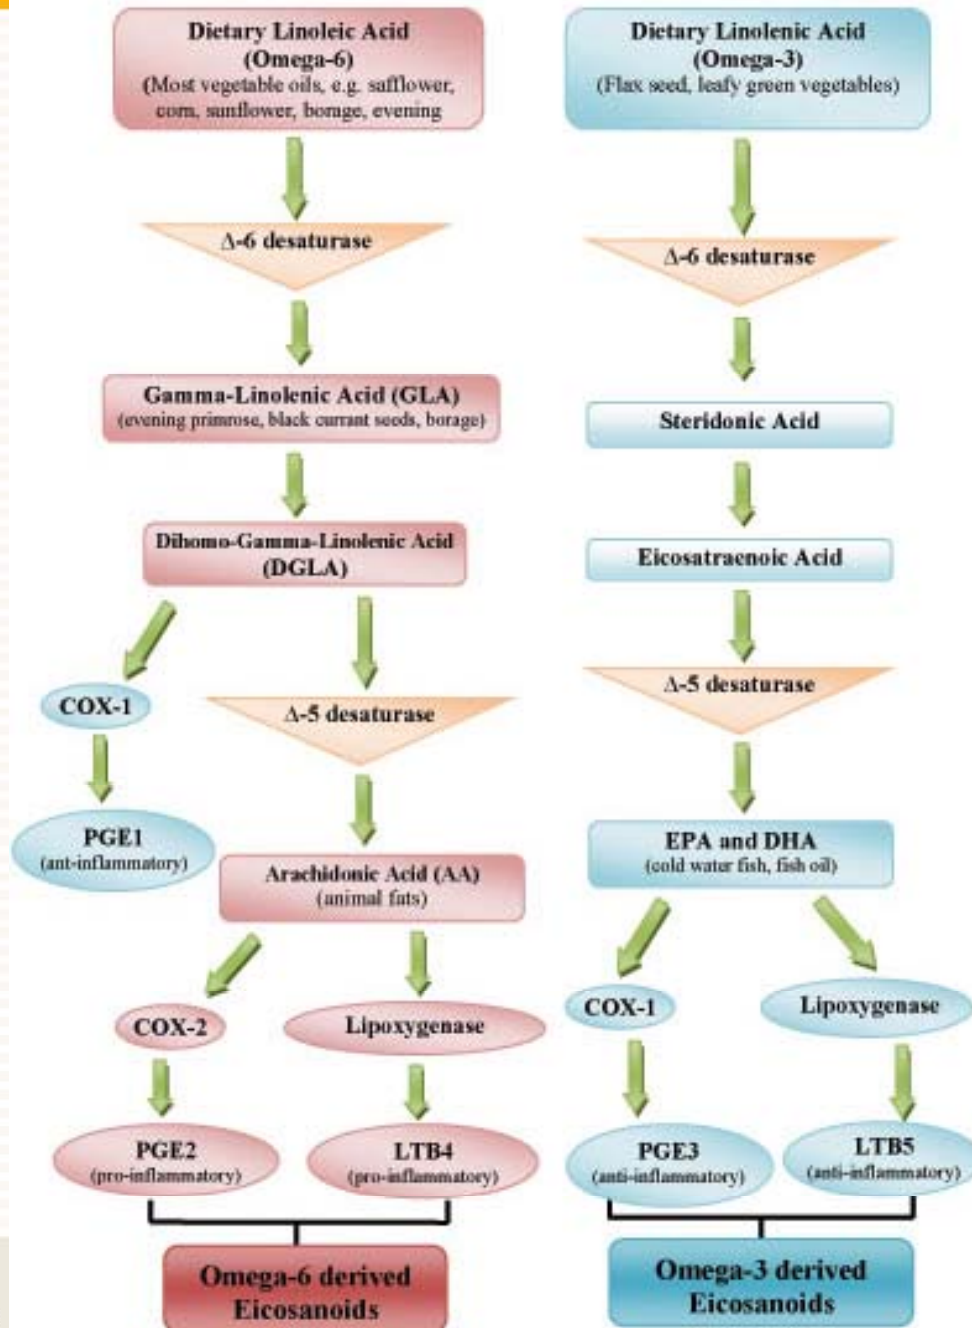 Dietary Linoleic Acid
(Omega-6)
(Most vegetable oils, e.g. safflower,
corn, sunflower, borage, evening
Δ-6 desaturase
Gamma-Linolenic Acid (GLA)
(evening primrose, black currant seeds, borage)
Dihomo-Gamma-Linolenic Acid
(DGLA)
COX-1
PGE1
(ant-inflammatory)
Δ-5 desaturase
Arachidonic Acid (AA)
(animal fats)
COX-2
Lipoxygenase
PGE2
(pro-inflammatory)
LTB4
(pro-inflammatory)
Omega-6 derived
Eicosanoids
Dietary Linolenic Acid
(Omega-3)
(Flax seed, leafy green vegetables)
Δ-6 desaturase
Steridonic Acid
Eicosatraenoic Acid
Δ-5 desaturase
EPA and DHA
(cold water fish, fish oil)
COX-1
Lipoxygenase
PGE3
(anti-inflammatory)
LTB5
(anti-inflammatory)
Omega-3 derived
Eicosanoids